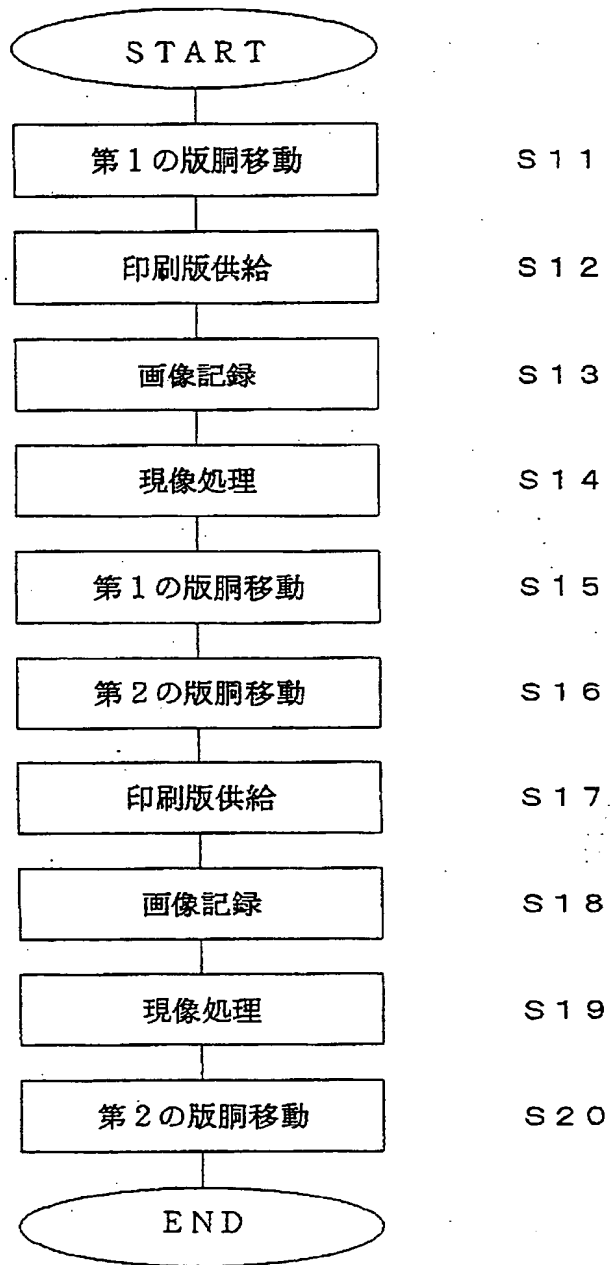 START
第1の版胴移動 S11
印刷版供給 S12
画像記録 S13
現像処理 S14
第1の版胴移動 S15
第2の版胴移動 S16
印刷版供給 S17
画像記録 S18
現像処理 S19
第2の版胴移動 S20
END